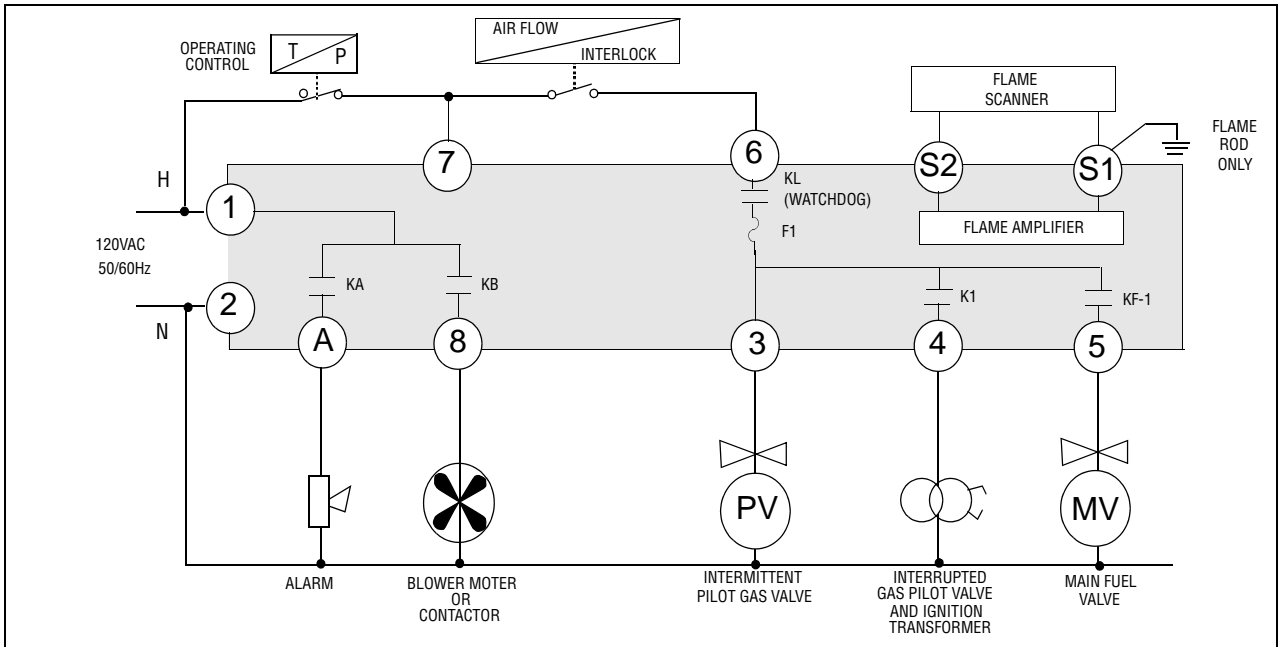 AIR FLOW
INTERLOCK
OPERATING
CONTROL
T
P
FLAME
SCANNER
FLAME
ROD
ONLY
7
6
S2
S1
H
KL
(WATCHDOG)
1
F1
FLAME AMPLIFIER
120VAC
50/60Hz
KA
KB
K1
KF-1
2
N
A
8
3
4
5
PV
MV
ALARM
BLOWER MOTER
OR
CONTACTOR
INTERMITTENT
PILOT GAS VALVE
INTERRUPTED
GAS PILOT VALVE
AND IGNITION
TRANSFORMER
MAIN FUEL
VALVE